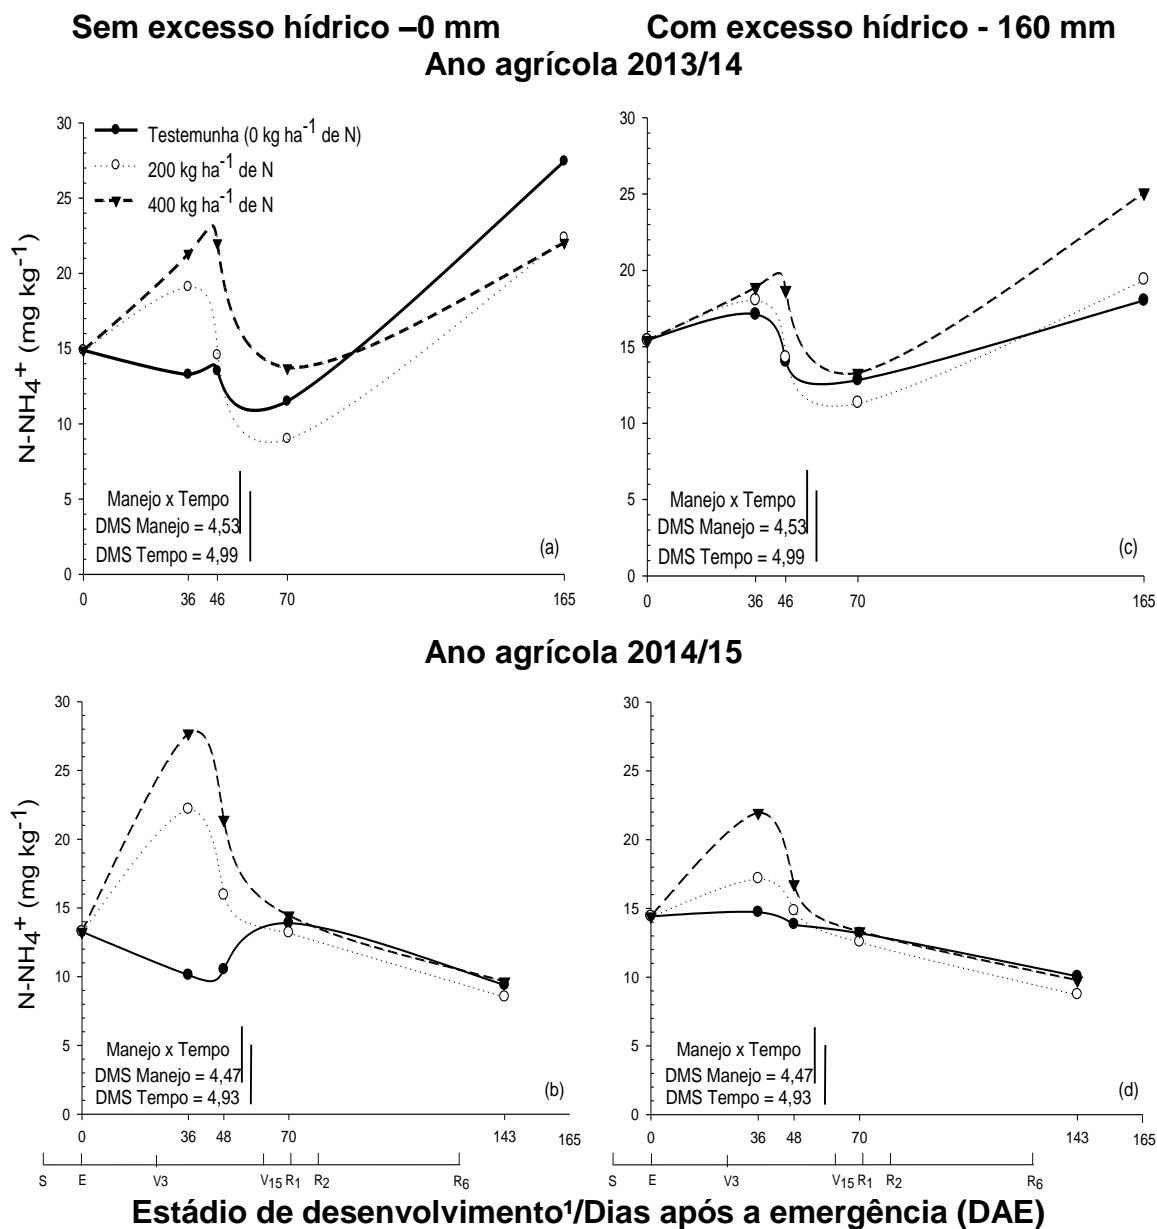 Sem excesso hídrico –0 mm
Com excesso hídrico - 160 mm
Ano agrícola 2013/14
N-NH4+ (mg kg-1)
30
25
20
15
10
5
0
Testemunha (0 kg ha-1 de N)
200 kg ha-1 de N
400 kg ha-1 de N
Manejo x Tempo
DMS Manejo = 4,53
DMS Tempo = 4,99
(a)
0 36 46 70 165
30
25
20
15
10
5
0
Manejo x Tempo
DMS Manejo = 4,53
DMS Tempo = 4,99
(c)
0 36 46 70 165
Ano agrícola 2014/15
N-NH4+ (mg kg-1)
30
25
20
15
10
5
0
Manejo x Tempo
DMS Manejo = 4,47
DMS Tempo = 4,93
(b)
0 36 48 70 143 165
S E V3 V15 R1 R2 R6
30
25
20
15
10
5
0
Manejo x Tempo
DMS Manejo = 4,47
DMS Tempo = 4,93
(d)
0 36 48 70 143 165
S E V3 V15 R1 R2 R6
Estádio de desenvolvimento¹/Dias após a emergência (DAE)